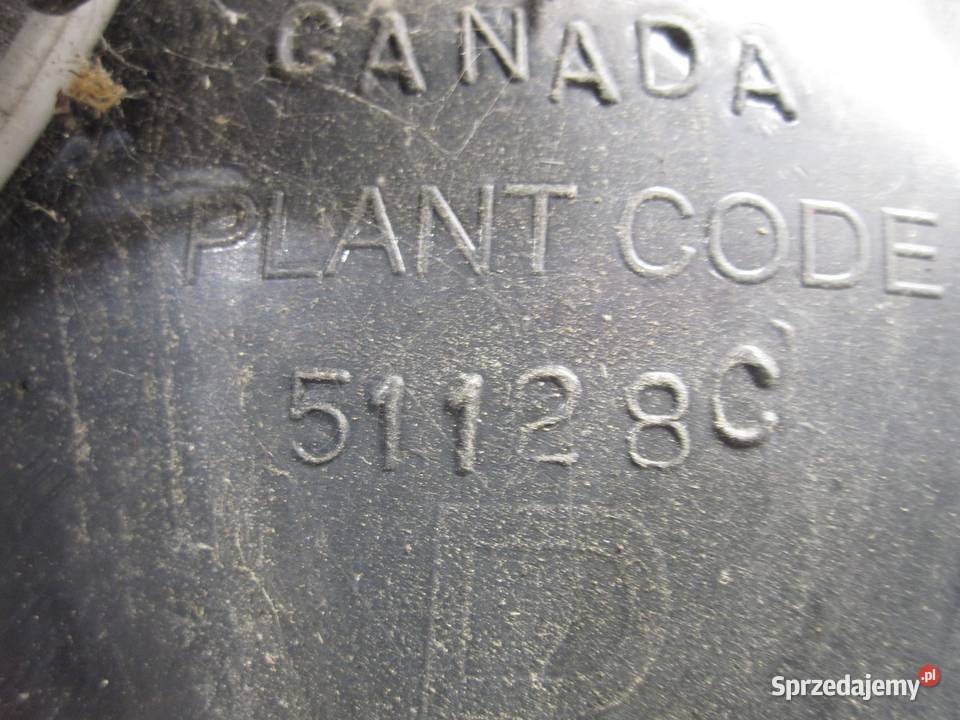 CANADA
PLANT CODE
51128C
Sprzedajemy.pl